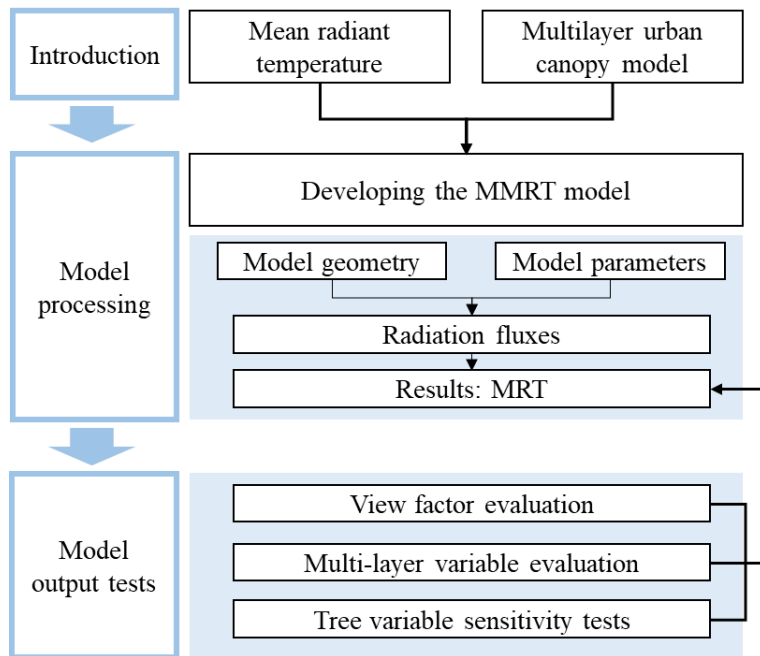 Introduction
Mean radiant
temperature
Multilayer urban
canopy model
Model
processing
Developing the MMRT model
Model geometry
Model parameters
Radiation fluxes
Results: MRT
Model
output tests
View factor evaluation
Multi-layer variable evaluation
Tree variable sensitivity tests